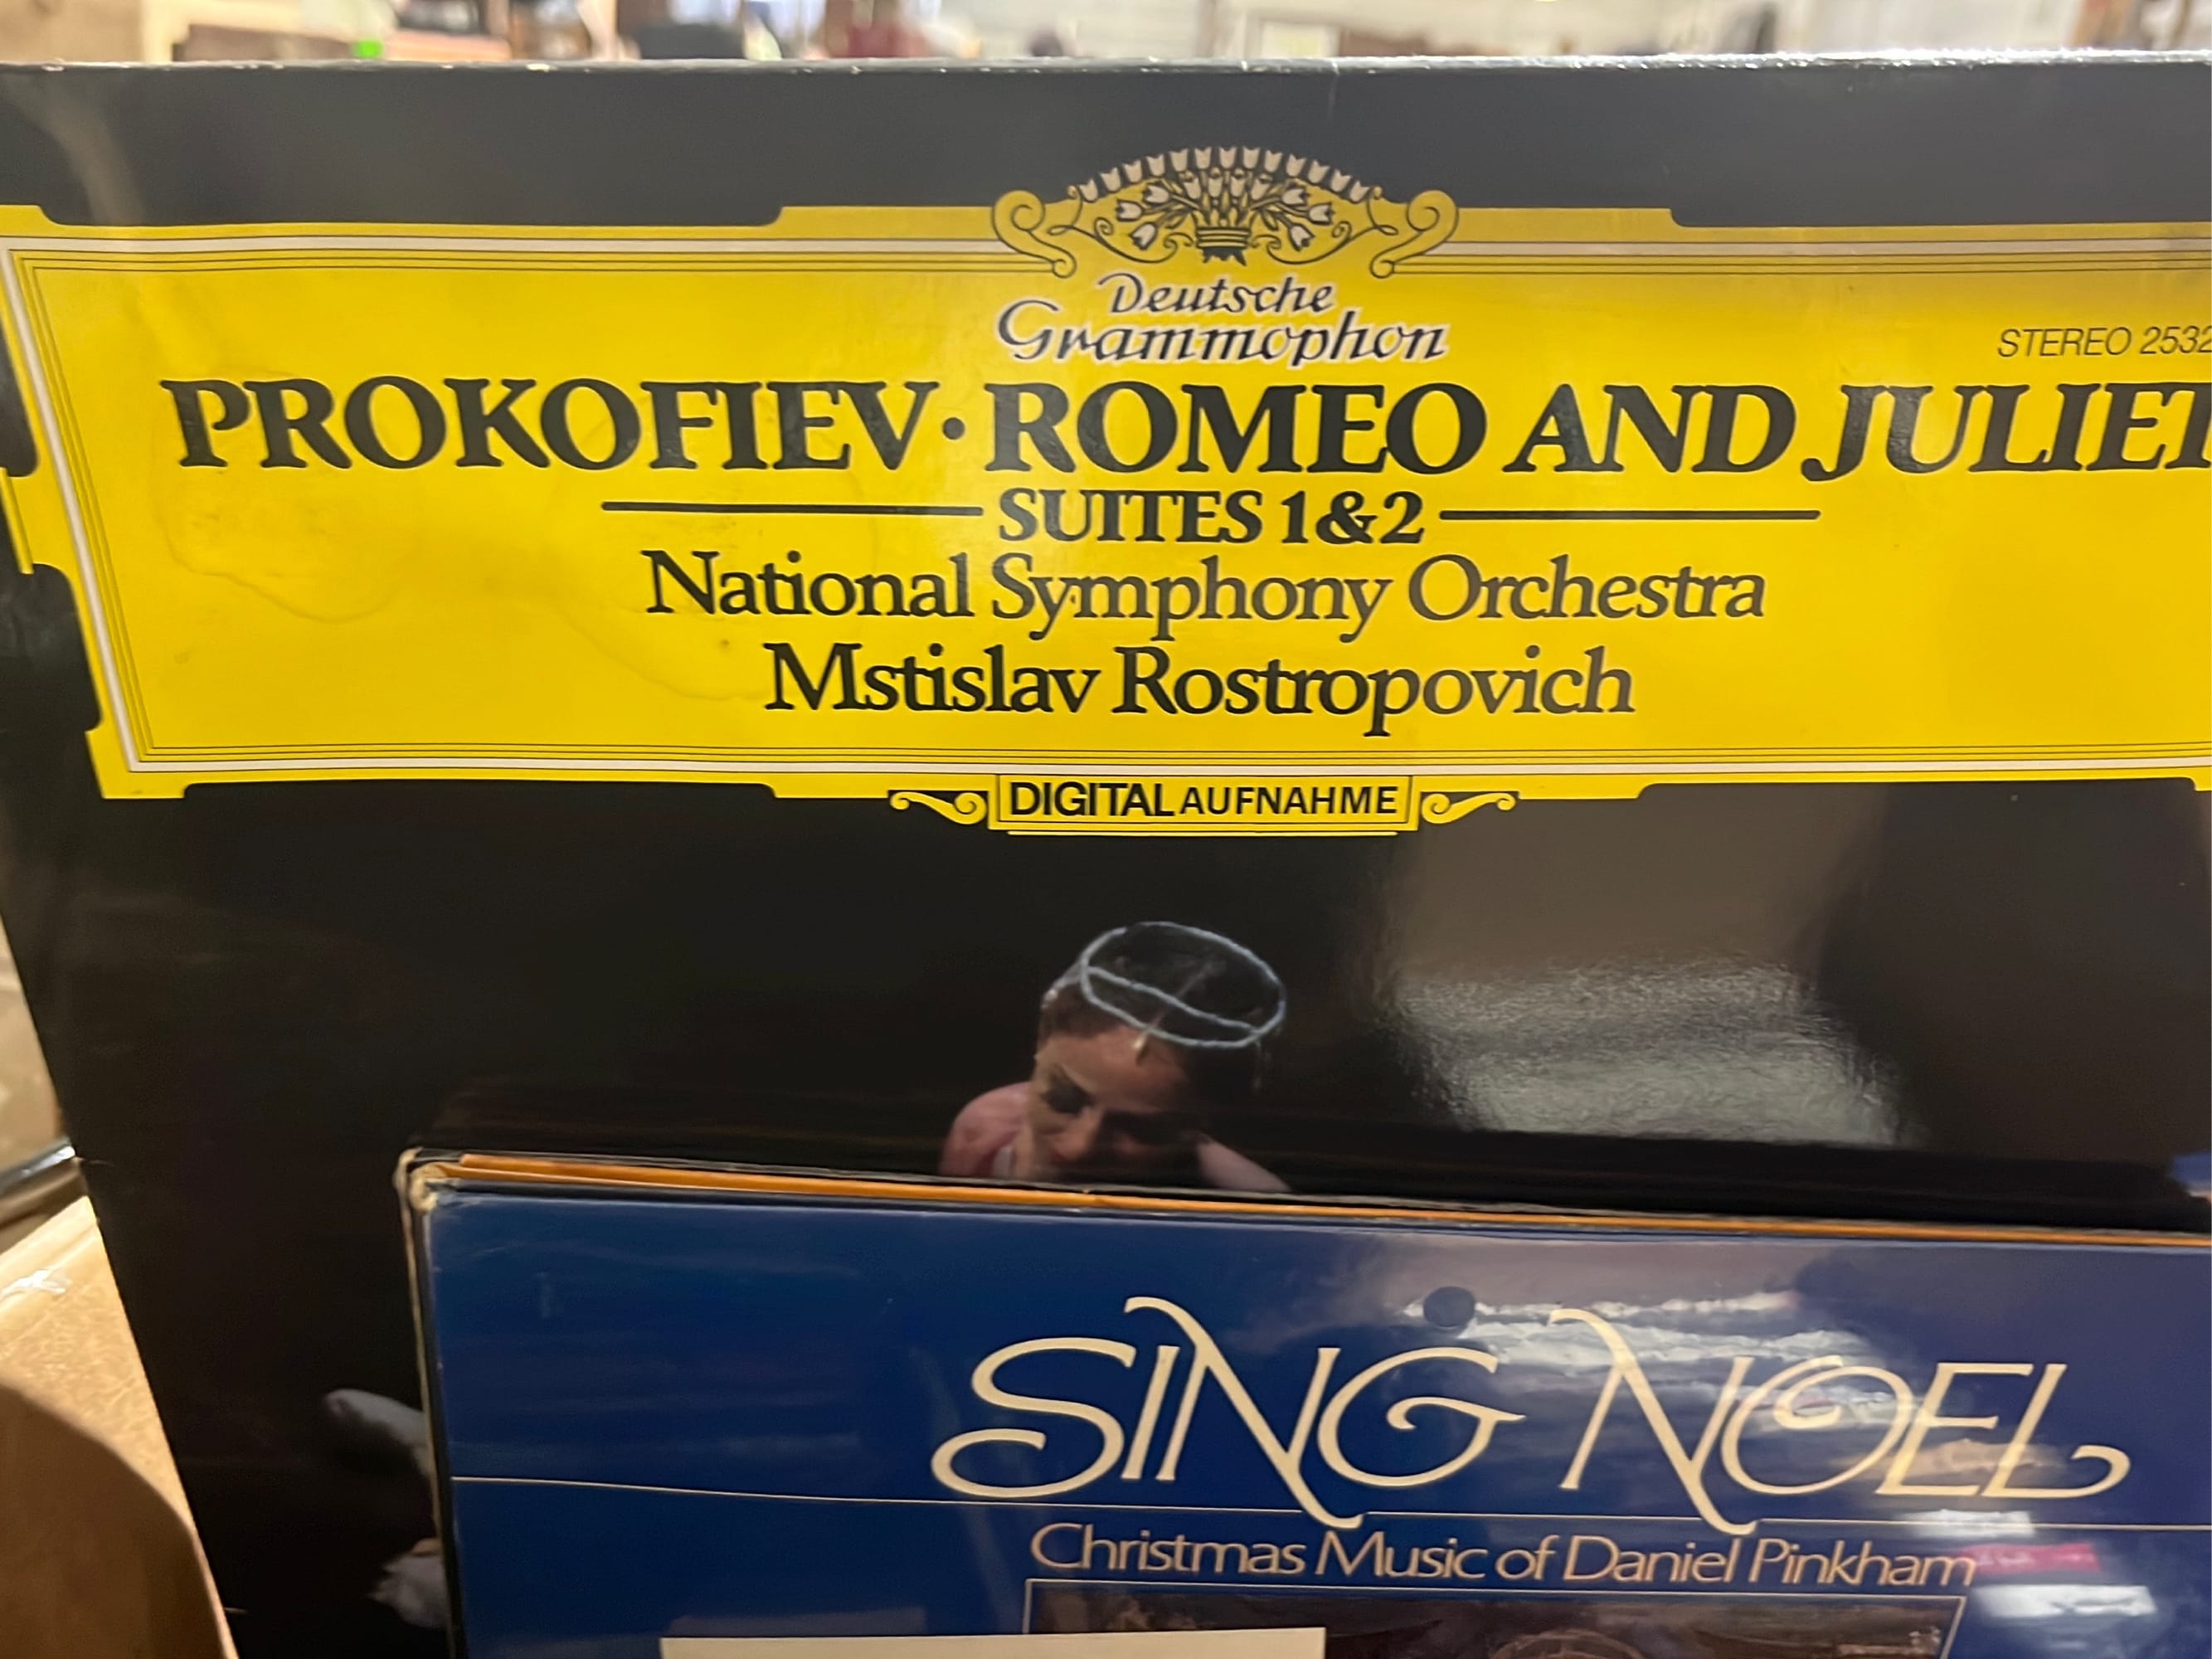 Deutsche
Grammophon
STEREO 2532
PROKOFIEV·ROMEO AND JULIET
SUITES 1&2
National Symphony Orchestra
Mstislav Rostropovich
DIGITAL AUFNAHME
SING NOEL
Christmas Music of Daniel Pinkham